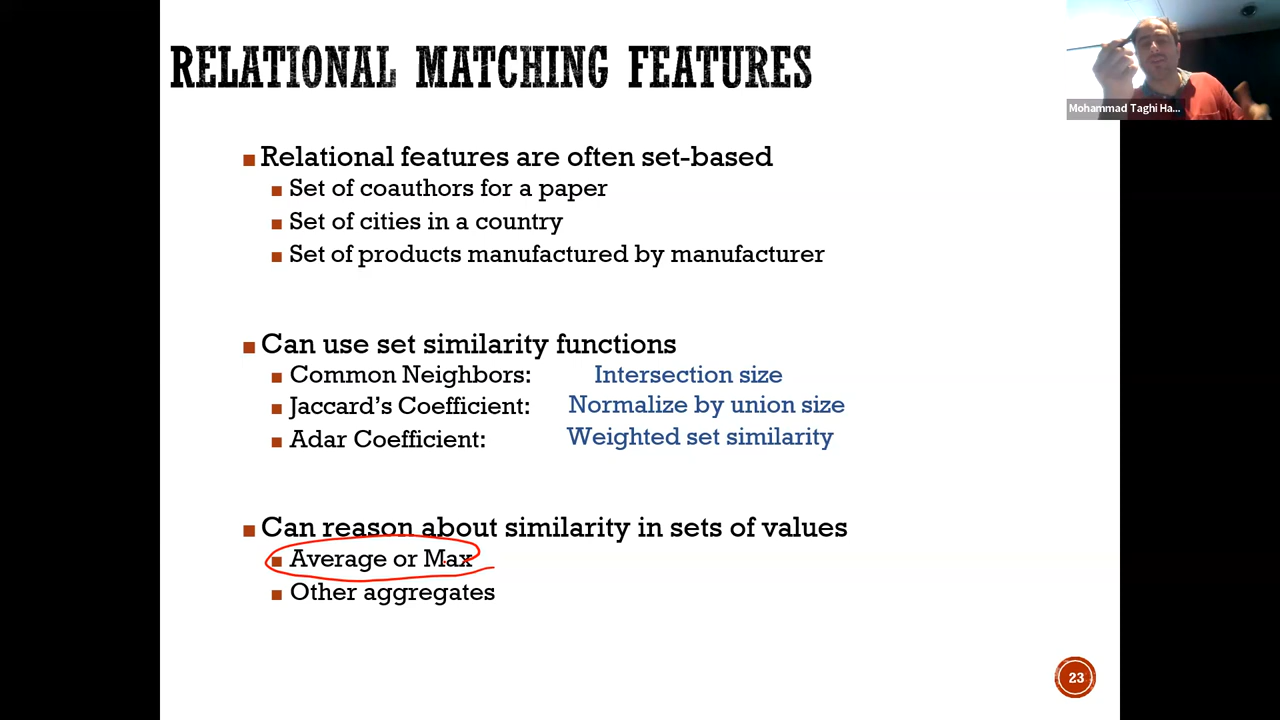 RELATIONAL MATCHING FEATURES
Mohammad Taghi Ha...
Relational features are often set-based
Set of coauthors for a paper
Set of cities in a country
Set of products manufactured by manufacturer
Can use set similarity functions
Common Neighbors: Intersection size
Jaccard's Coefficient: Normalize by union size
Adar Coefficient: Weighted set similarity
Can reason about similarity in sets of values
Average or Max
Other aggregates
23